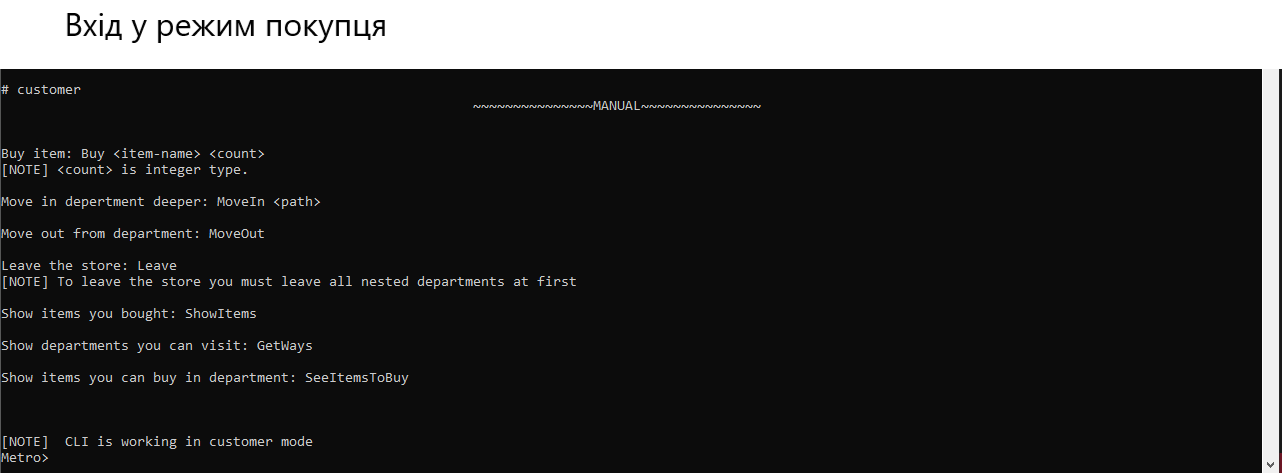 Вхід у режим покупця
# customer
~~~~~~~~~~~~~~~MANUAL~~~~~~~~~~~~~~~
Buy item: Buy <item-name> <count>
[NOTE] <count> is integer type.
Move in depertment deeper: MoveIn <path>
Move out from department: MoveOut
Leave the store: Leave
[NOTE] To leave the store you must leave all nested departments at first
Show items you bought: ShowItems
Show departments you can visit: GetWays
Show items you can buy in department: SeeItemsToBuy
[NOTE]  CLI is working in customer mode
Metro>